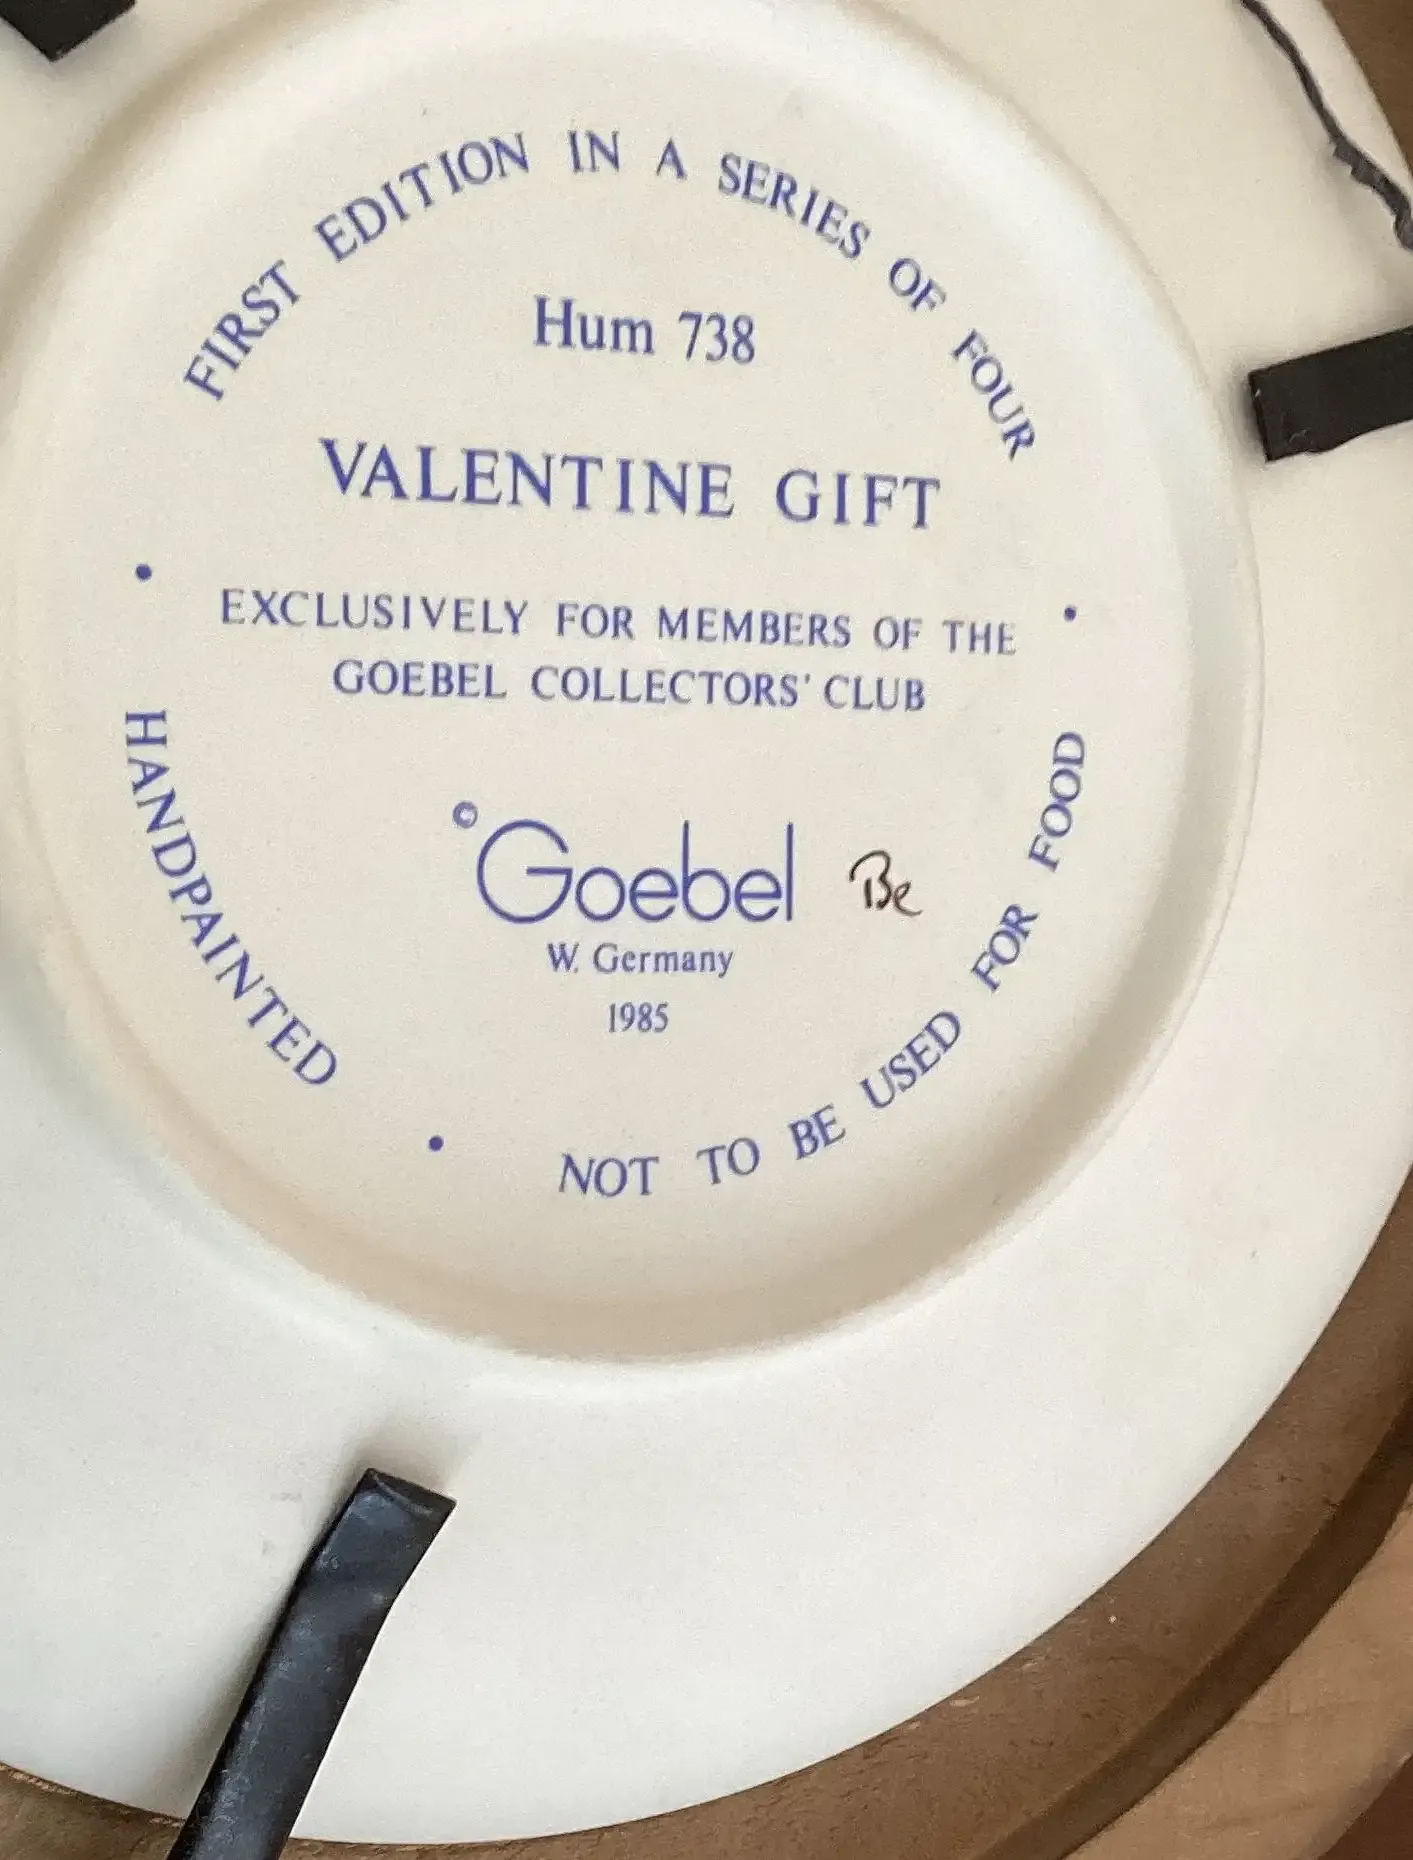 FIRST EDITION IN A SERIES OF FOUR
Hum 738
VALENTINE GIFT
EXCLUSIVELY FOR MEMBERS OF THE
GOEBEL COLLECTORS' CLUB
© Goebel Be
W. Germany
1985
HANDPAINTED
NOT TO BE USED FOR FOOD